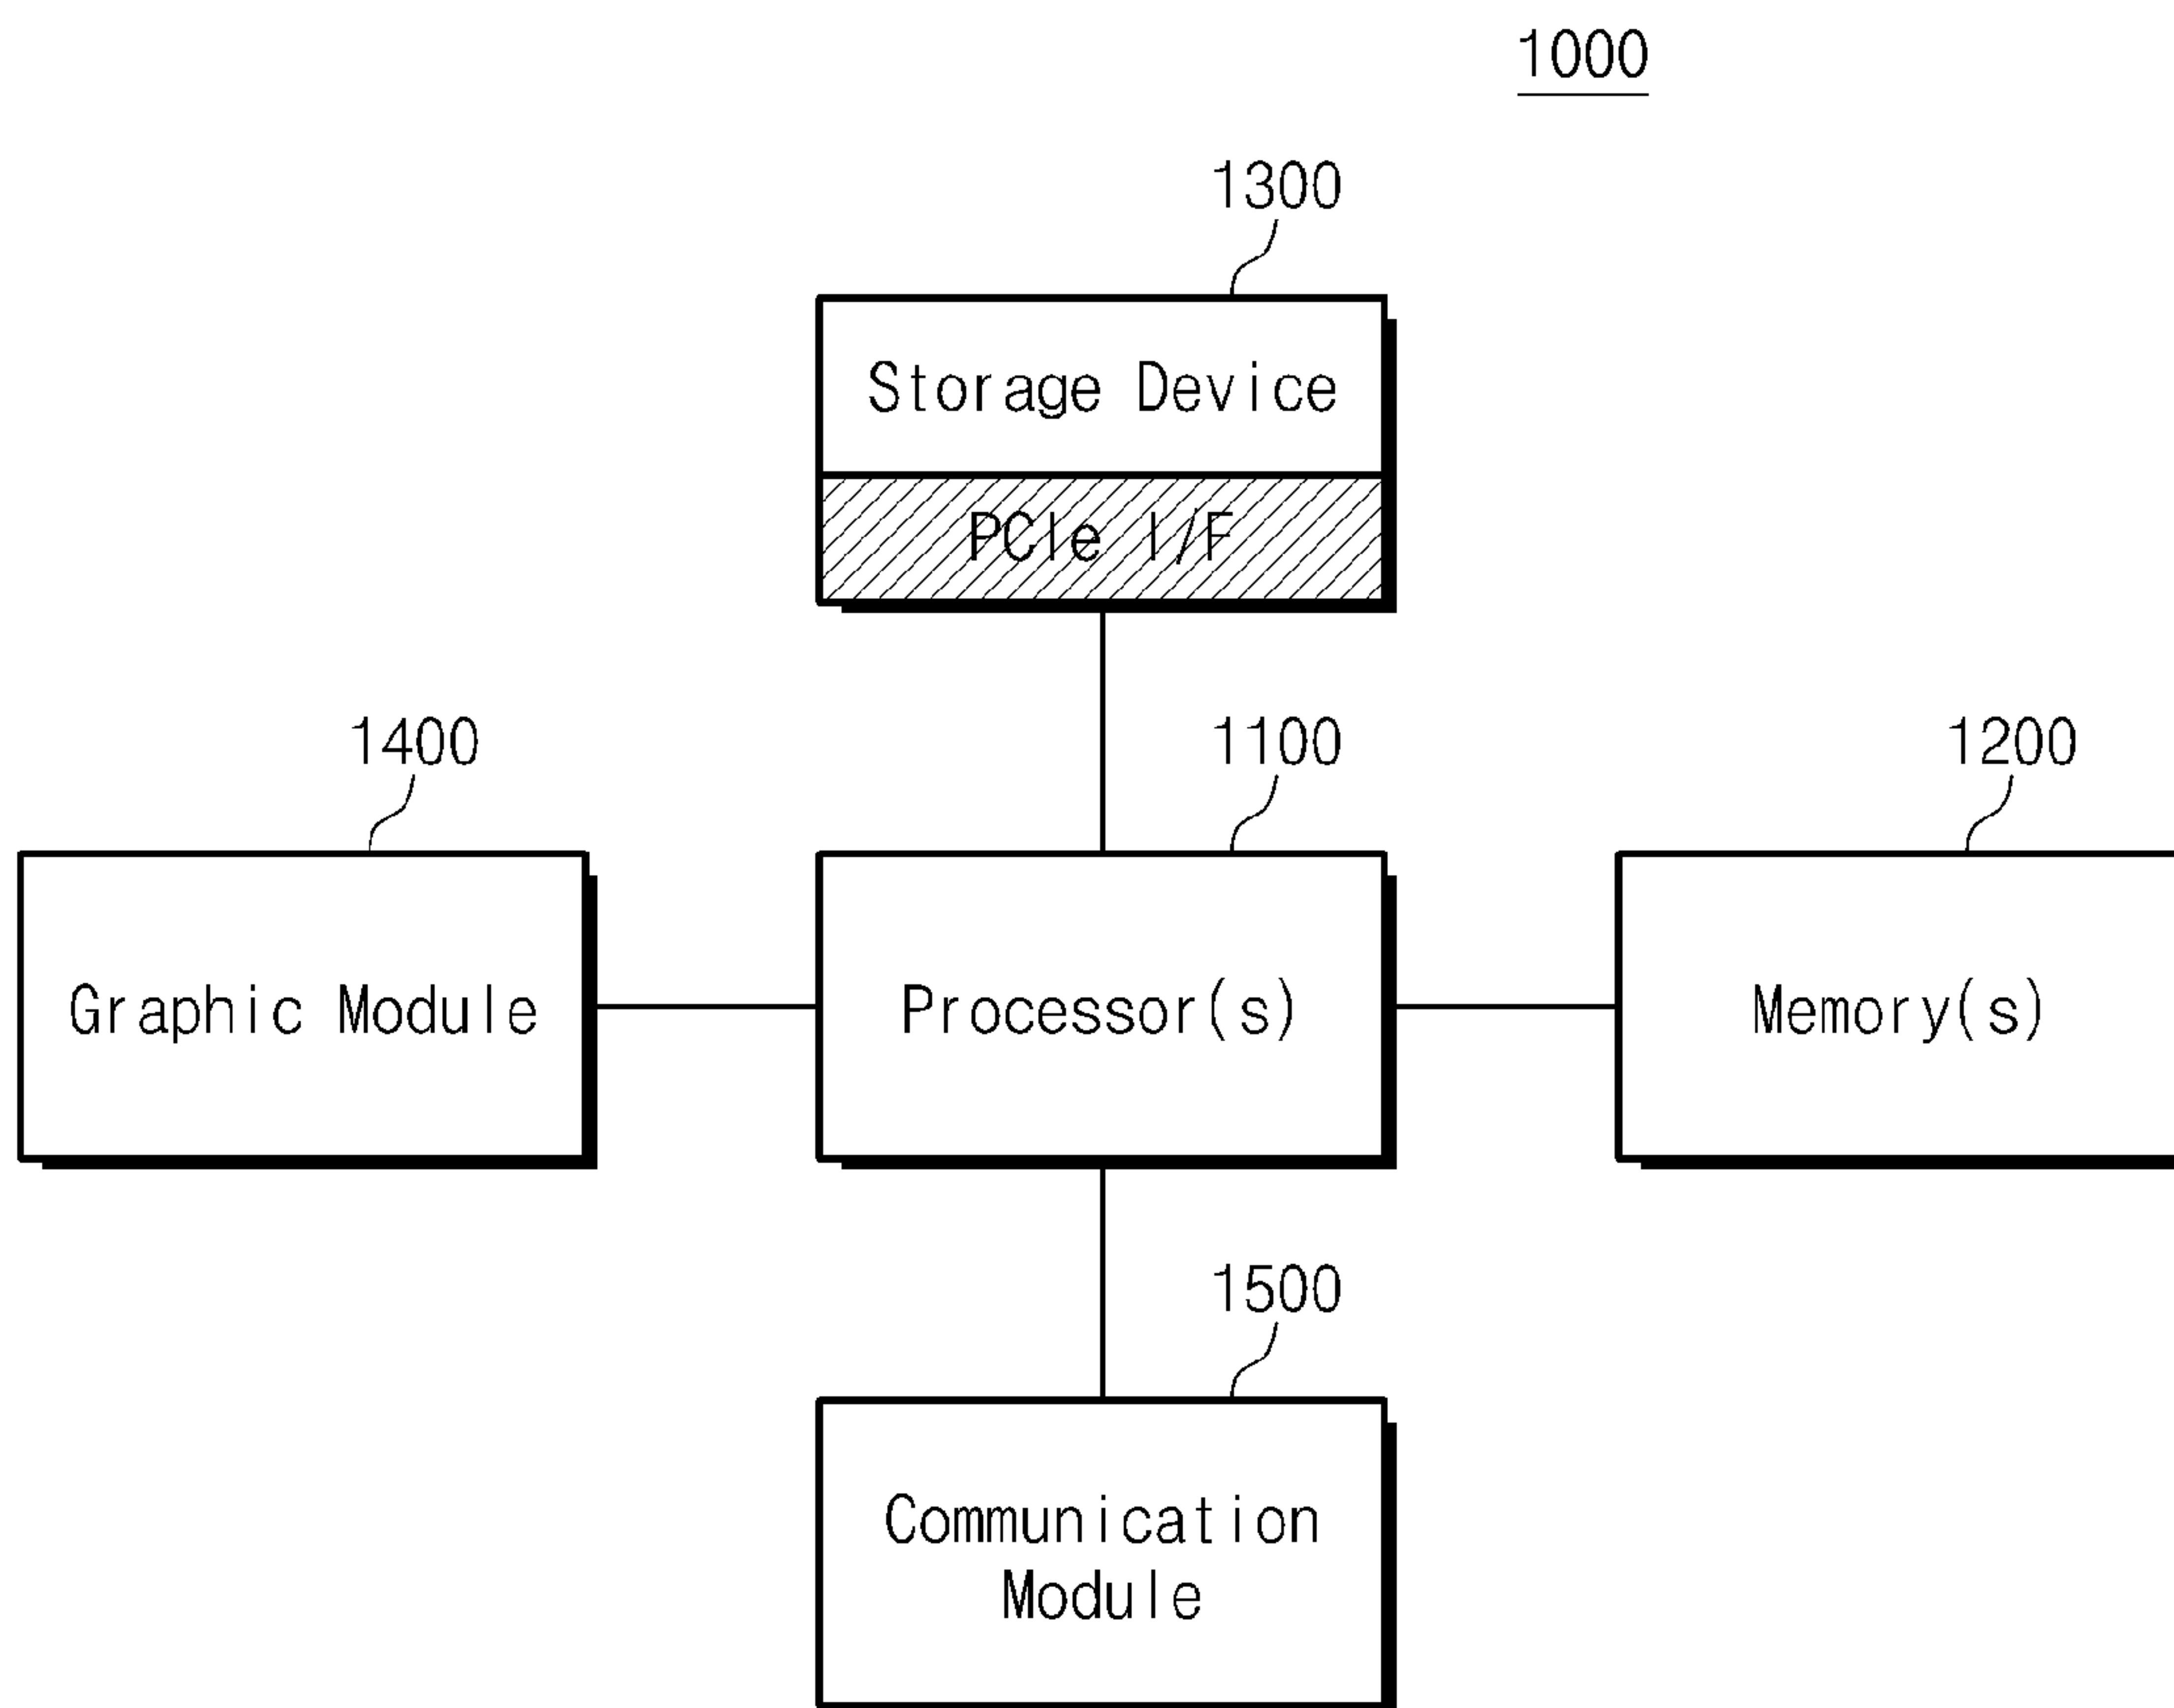 1000
1300
Storage Device
PCIe I/F
1400
1100
1200
Graphic Module
Processor(s)
Memory(s)
1500
Communication
Module